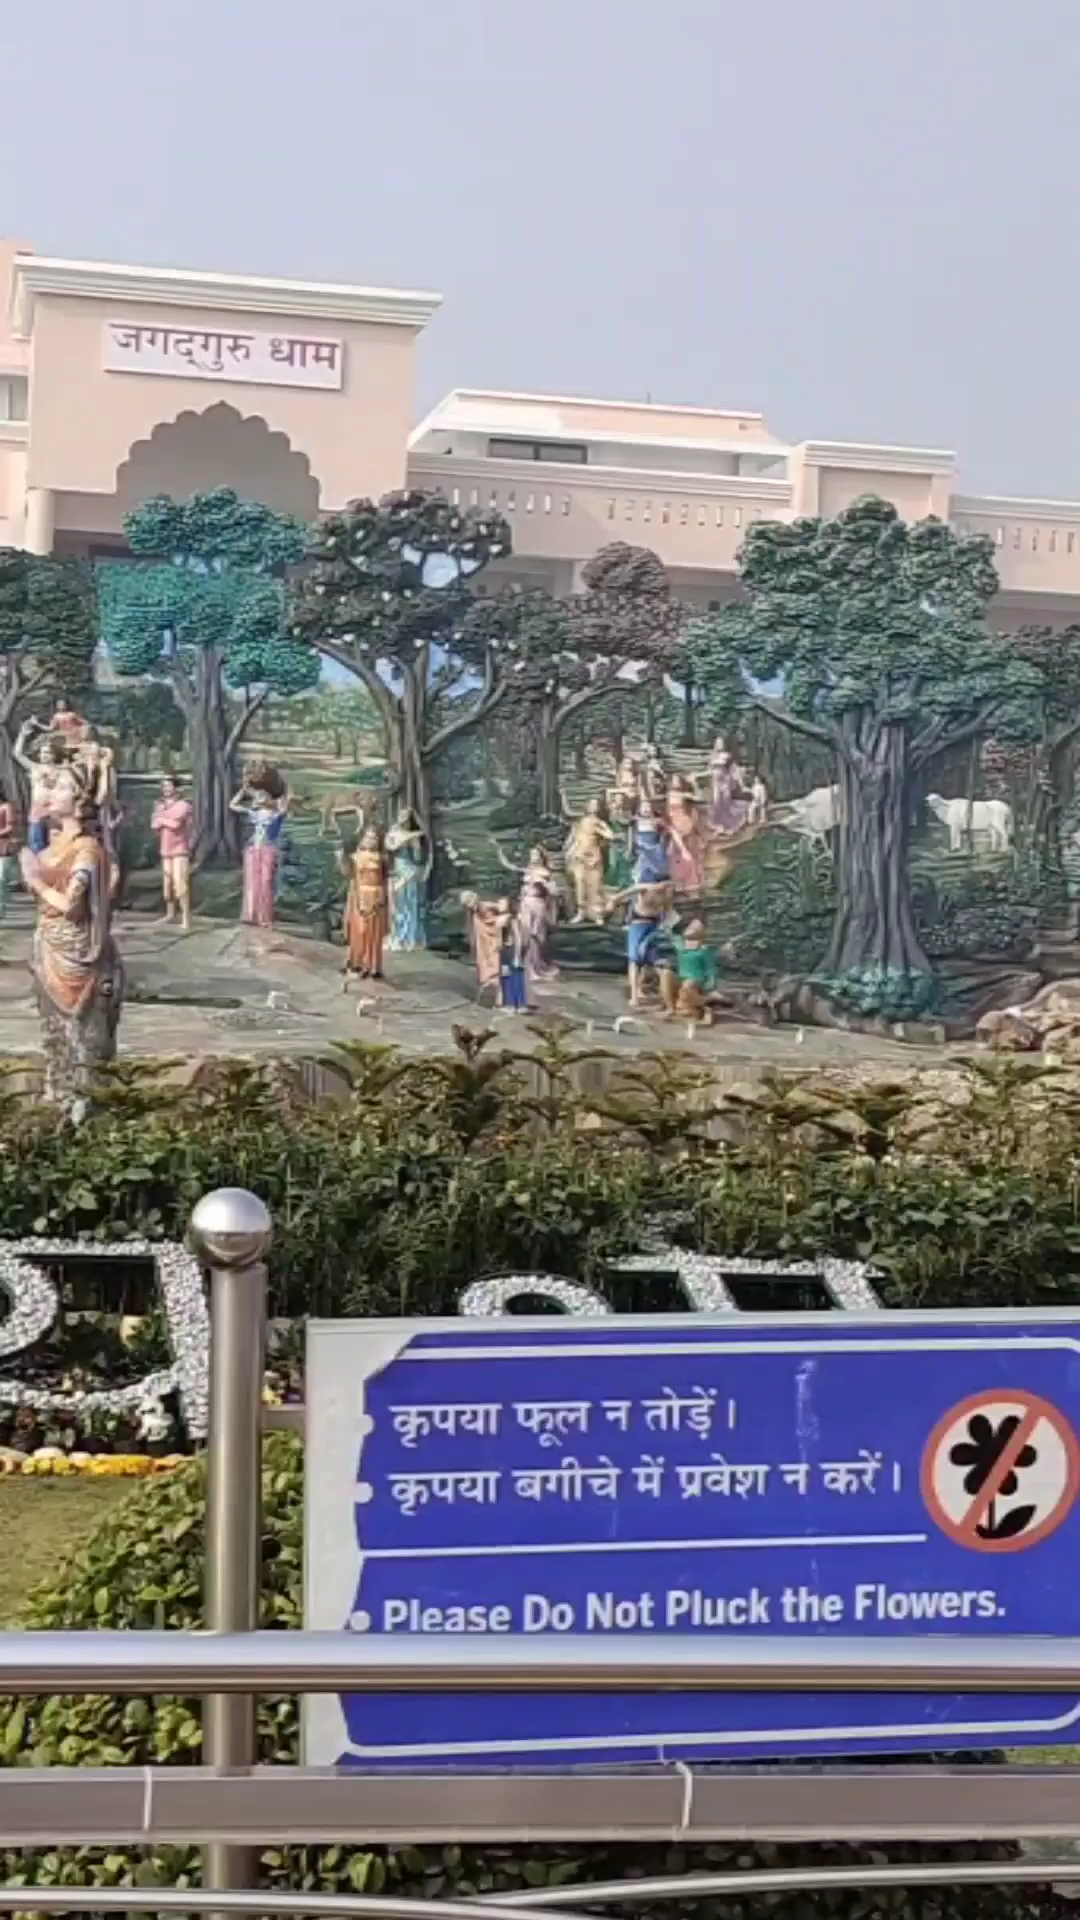 जगद्गुरु धाम
• कृपया फूल न तोड़ें।
• कृपया बगीचे में प्रवेश न करें।
• Please Do Not Pluck the Flowers.